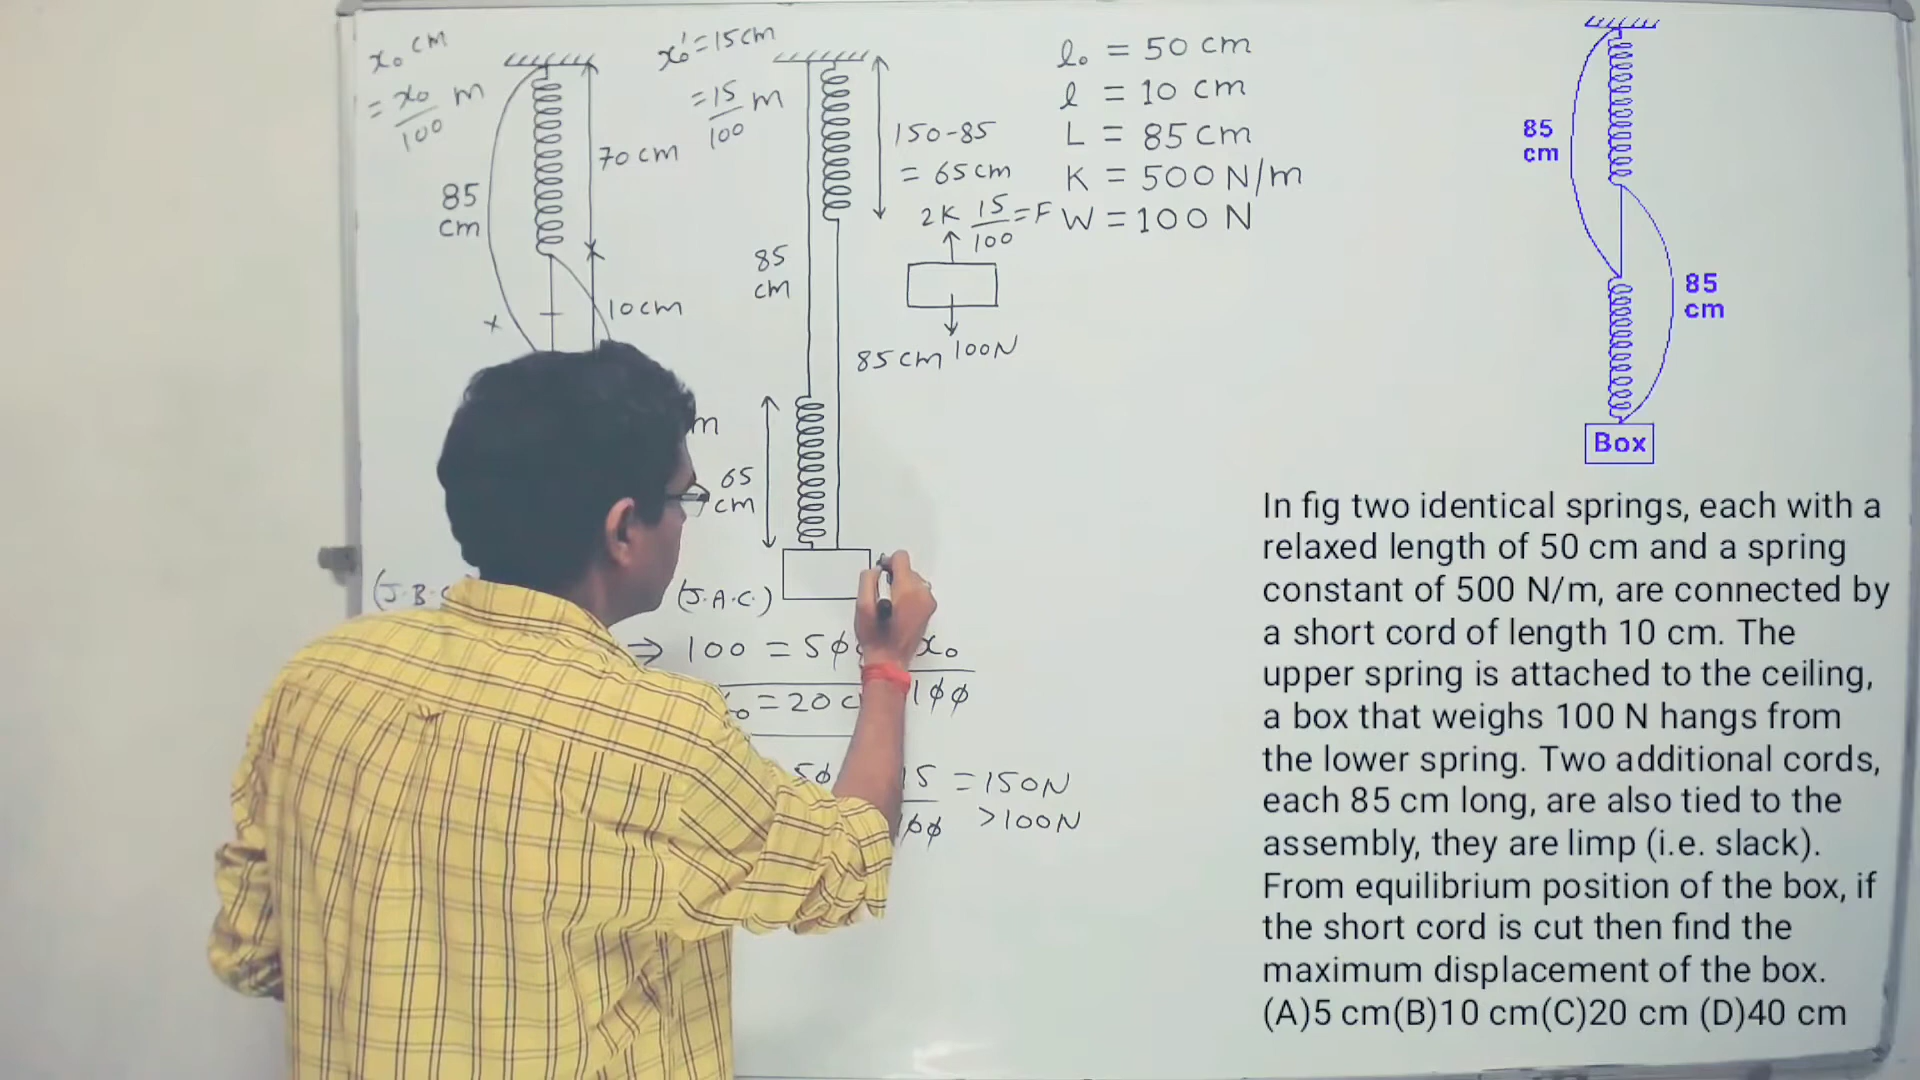 x₀ cm
= x₀/100 m
85
cm
70 cm
10 cm
x₀' = 15 cm
= 15/100 m
85
cm
150-85
= 65 cm
2K 15/100 = F
100N
85 cm
m
65
cm
(J.B.C
(J.A.C.)
l₀ = 50 cm
l = 10 cm
L = 85 cm
K = 500 N/m
W = 100 N
⇒ 100 = 50 x₀/100
₀ = 20 c
50 15/100 = 150N
> 100N
85
cm
85
cm
Box
In fig two identical springs, each with a
relaxed length of 50 cm and a spring
constant of 500 N/m, are connected by
a short cord of length 10 cm. The
upper spring is attached to the ceiling,
a box that weighs 100 N hangs from
the lower spring. Two additional cords,
each 85 cm long, are also tied to the
assembly, they are limp (i.e. slack).
From equilibrium position of the box, if
the short cord is cut then find the
maximum displacement of the box.
(A)5 cm(B)10 cm(C)20 cm (D)40 cm